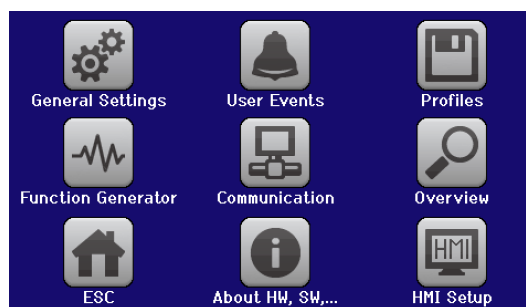 General Settings
User Events
Profiles
Function Generator
Communication
Overview
HMI
ESC
About HW, SW,...
HMI Setup